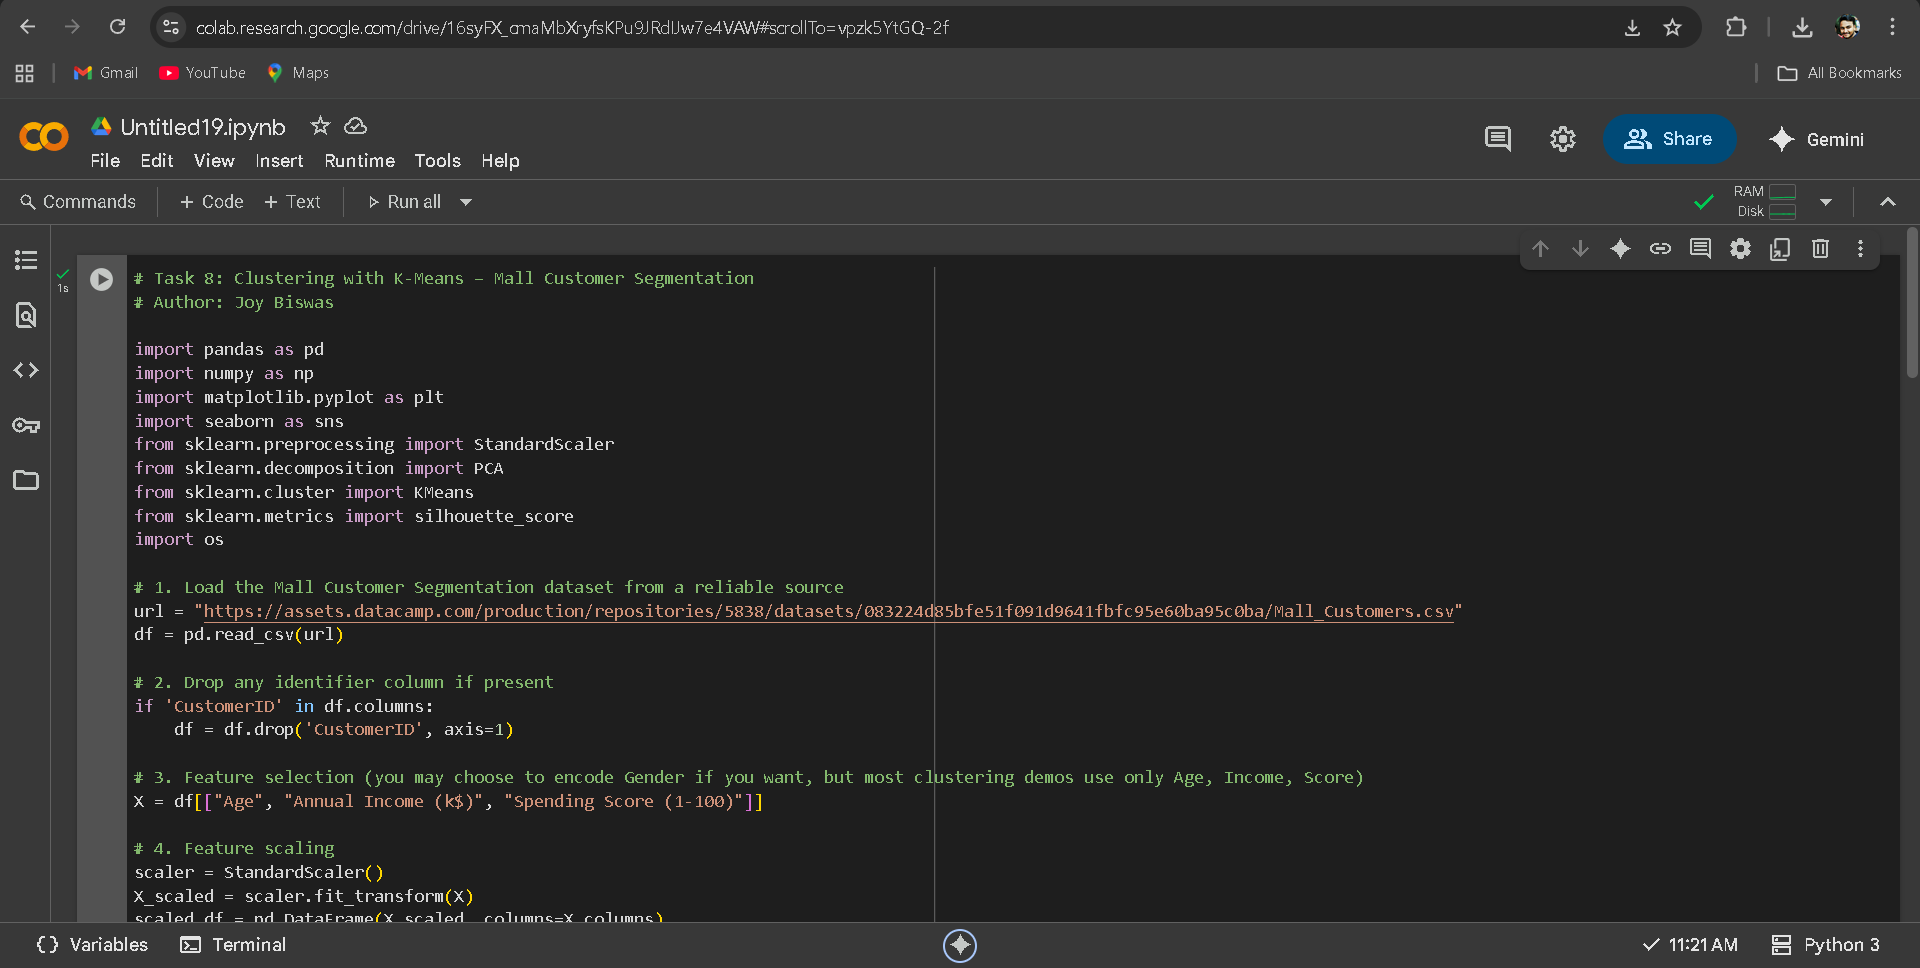 colab.research.google.com/drive/16syFX_cmaMbXryfsKPu9JRdlJw7e4VAW#scrollTo=vpzk5YtGQ-2f
Gmail YouTube Maps All Bookmarks
Untitled19.ipynb
File Edit View Insert Runtime Tools Help
Share Gemini
Commands + Code + Text Run all
RAM
Disk
1s
# Task 8: Clustering with K-Means – Mall Customer Segmentation
# Author: Joy Biswas
import pandas as pd
import numpy as np
import matplotlib.pyplot as plt
import seaborn as sns
from sklearn.preprocessing import StandardScaler
from sklearn.decomposition import PCA
from sklearn.cluster import KMeans
from sklearn.metrics import silhouette_score
import os
# 1. Load the Mall Customer Segmentation dataset from a reliable source
url = "https://assets.datacamp.com/production/repositories/5838/datasets/083224d85bfe51f091d9641fbfc95e60ba95c0ba/Mall_Customers.csv"
df = pd.read_csv(url)
# 2. Drop any identifier column if present
if 'CustomerID' in df.columns:
    df = df.drop('CustomerID', axis=1)
# 3. Feature selection (you may choose to encode Gender if you want, but most clustering demos use only Age, Income, Score)
X = df[["Age", "Annual Income (k$)", "Spending Score (1-100)"]]
# 4. Feature scaling
scaler = StandardScaler()
X_scaled = scaler.fit_transform(X)
scaled_df = pd.DataFrame(X_scaled, columns=X.columns)
{} Variables Terminal 11:21 AM Python 3